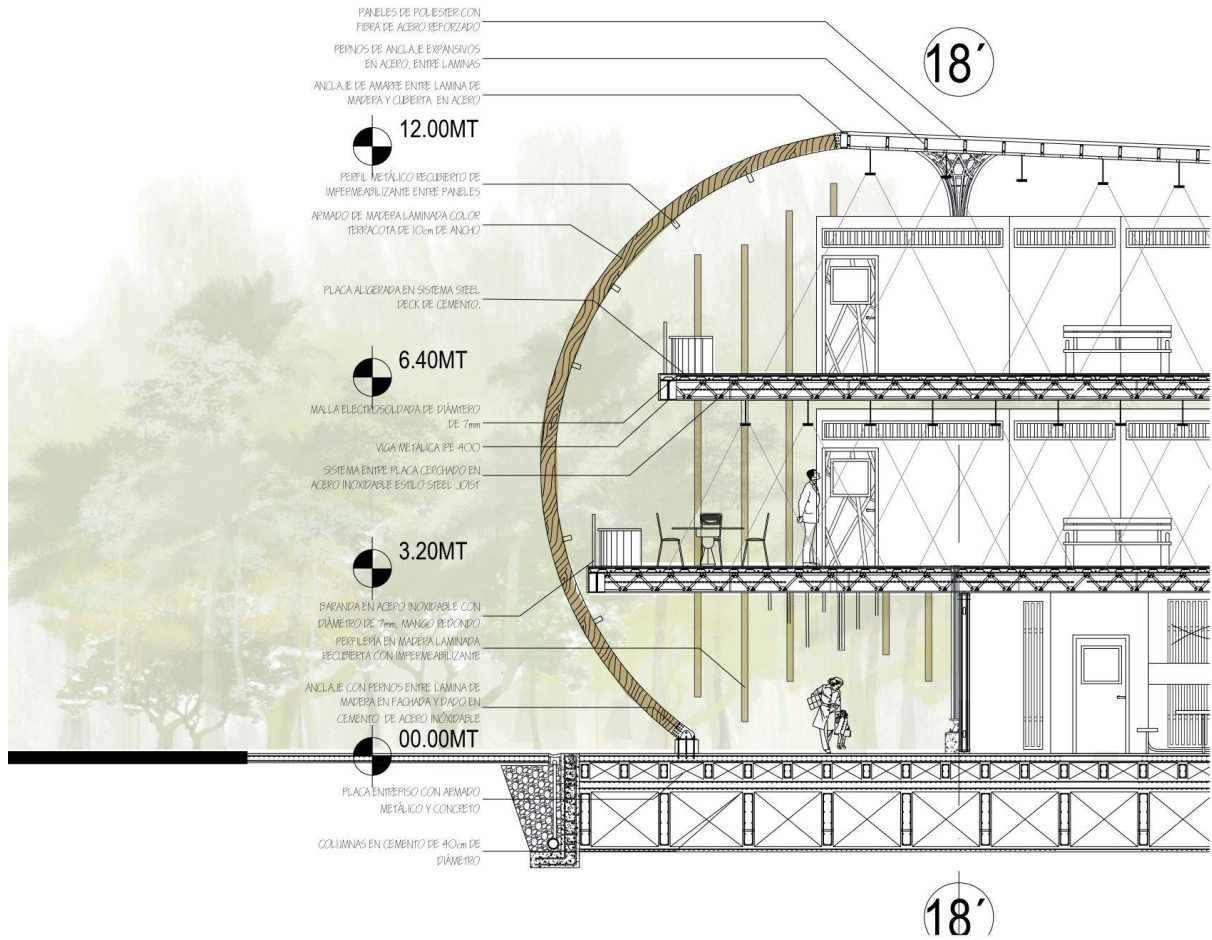 PANELES DE POLIESTER CON
FIBRA DE ACERO REFORZADO
18´
PERNOS DE ANCLAJE EXPANSIVOS
EN ACERO, ENTRE LAMINAS
ANCLAJE DE AMARRE ENTRE LAMINA DE
MADERA Y CUBIERTA EN ACERO
12.00MT
PERFIL METÁLICO RECUBIERTO DE
IMPERMEABILIZANTE ENTRE PANELES
ARMADO DE MADERA LAMINADA COLOR
TERRACOTA DE 10cm DE ANCHO
PLACA ALIGERADA EN SISTEMA STEEL
DECK DE CEMENTO.
6.40MT
MALLA ELECTROSOLDADA DE DIÁMTERO
DE 7mm
VIGA METÁLICA IPE 400
SISTEMA ENTRE PLACA CERCHADO EN
ACERO INOXIDABLE ESTILO STEEL JOIST
3.20MT
BARANDA EN ACERO INOXIDABLE CON
DIÁMETRO DE 7mm, MANGO REDONDO
PERFILERÍA EN MADERA LAMINADA
RECUBIERTA CON IMPERMEABILIZANTE
ANCLAJE CON PERNOS ENTRE LAMINA DE
MADERA EN FACHADA Y DADO EN
CEMENTO DE ACERO INÓXIDABLE
00.00MT
PLACA ENTREPISO CON ARMADO
METÁLICO Y CONCRETO
COLUMNAS EN CEMENTO DE 40cm DE
DIÁMETRO
18´